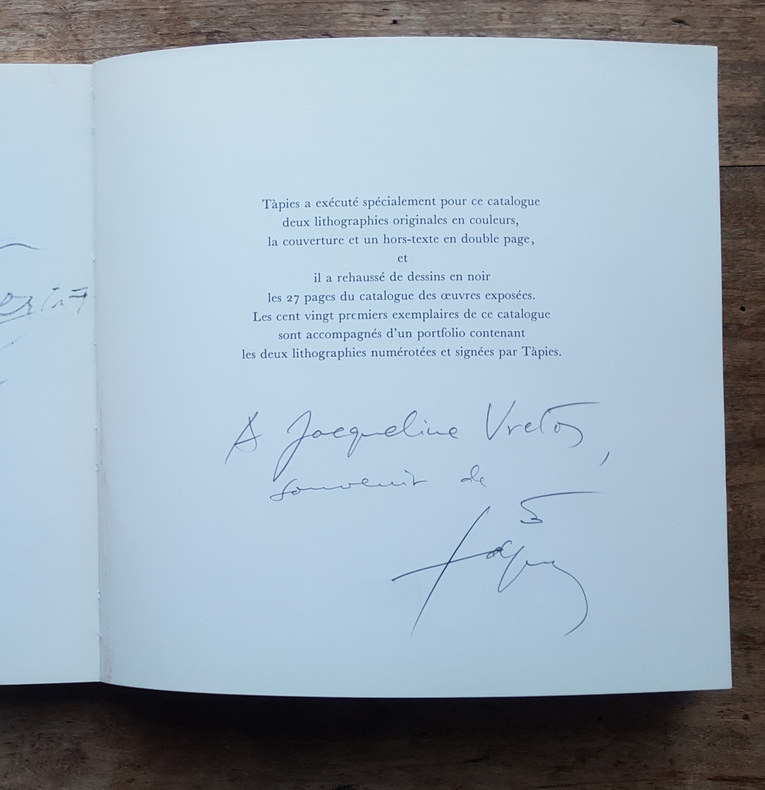 Tàpies a exécuté spécialement pour ce catalogue
deux lithographies originales en couleurs,
la couverture et un hors-texte en double page,
et
il a rehaussé de dessins en noir
les 27 pages du catalogue des œuvres exposées.
Les cent vingt premiers exemplaires de ce catalogue
sont accompagnés d'un portfolio contenant
les deux lithographies numérotées et signées par Tàpies.
A Jacqueline Vretos,
souvenir de
Tàpies